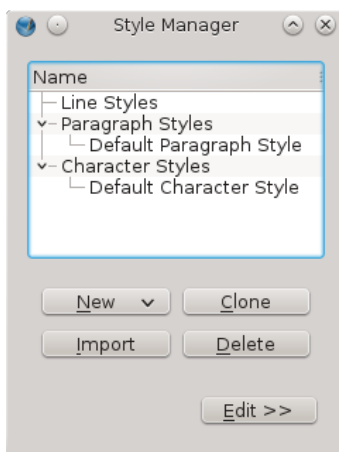 Style Manager
Name
Line Styles
Paragraph Styles
Default Paragraph Style
Character Styles
Default Character Style
New Clone
Import Delete
Edit >>